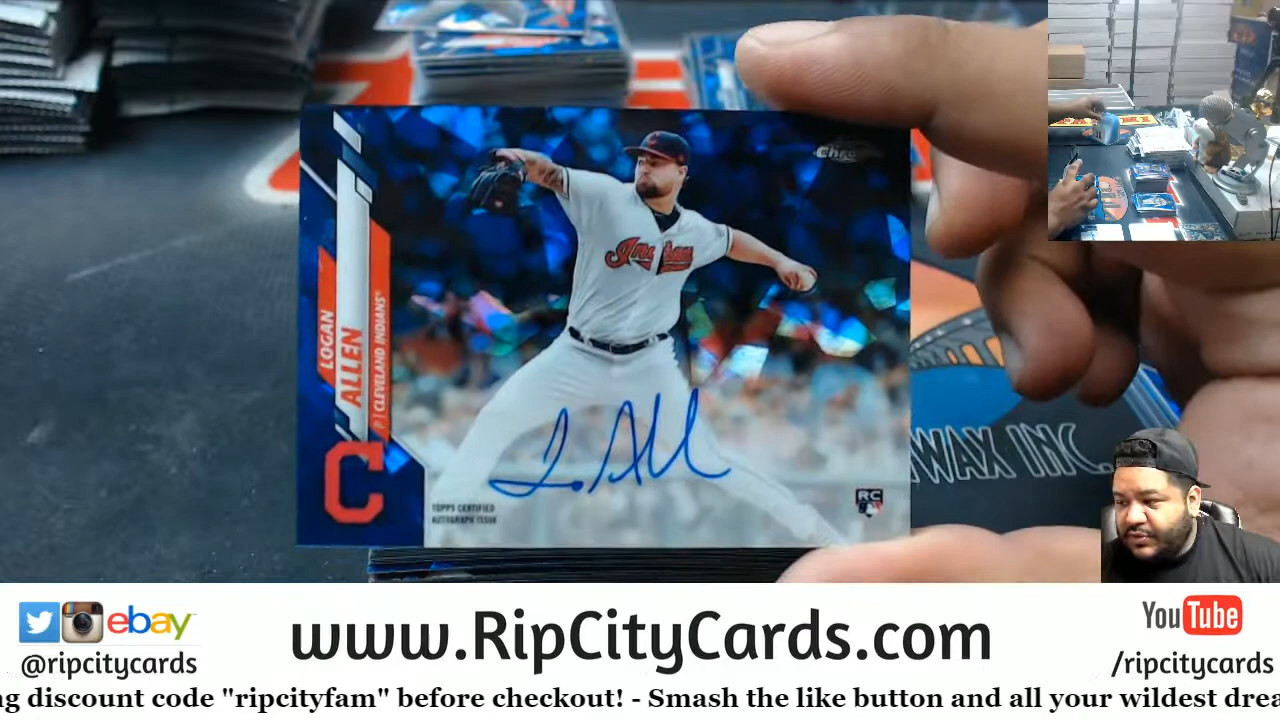 Chrome
LOGAN
ALLEN
P | CLEVELAND INDIANS®
Indians
C
TOPPS CERTIFIED
AUTOGRAPH ISSUE
RC
WAX INC.
ebay
@ripcitycards
www.RipCityCards.com
YouTube
/ripcitycards
discount code "ripcityfam" before checkout! - Smash the like button and all your wildest